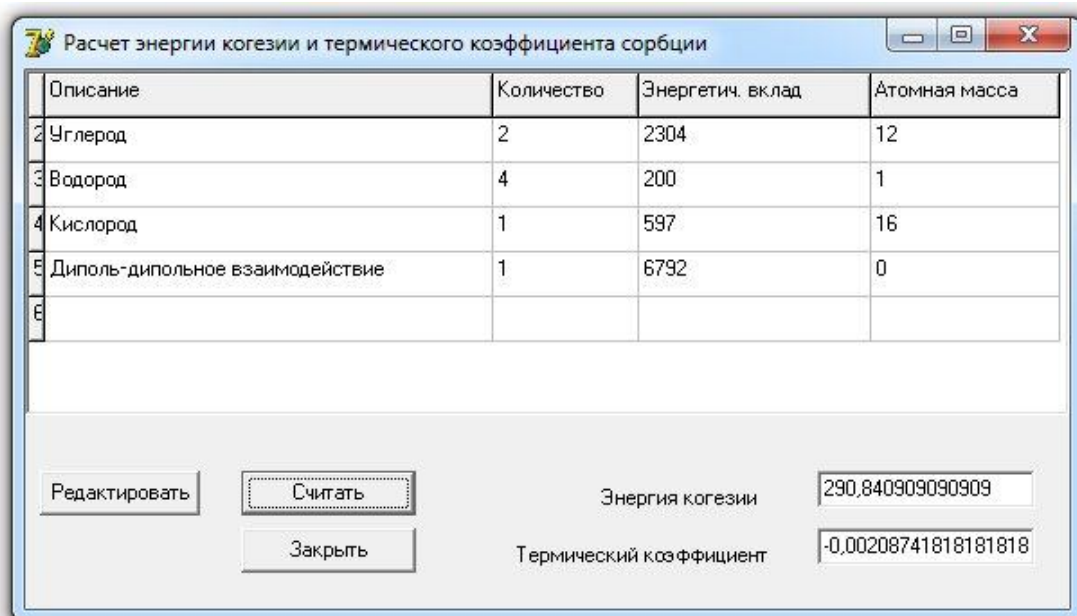 Расчет энергии когезии и термического коэффициента сорбции
Описание Количество Энергетич. вклад Атомная масса
2 Углерод 2 2304 12
3 Водород 4 200 1
4 Кислород 1 597 16
5 Диполь-дипольное взаимодействие 1 6792 0
6
Редактировать Считать Энергия когезии 290,840909090909
Закрыть Термический коэффициент -0,00208741818181818